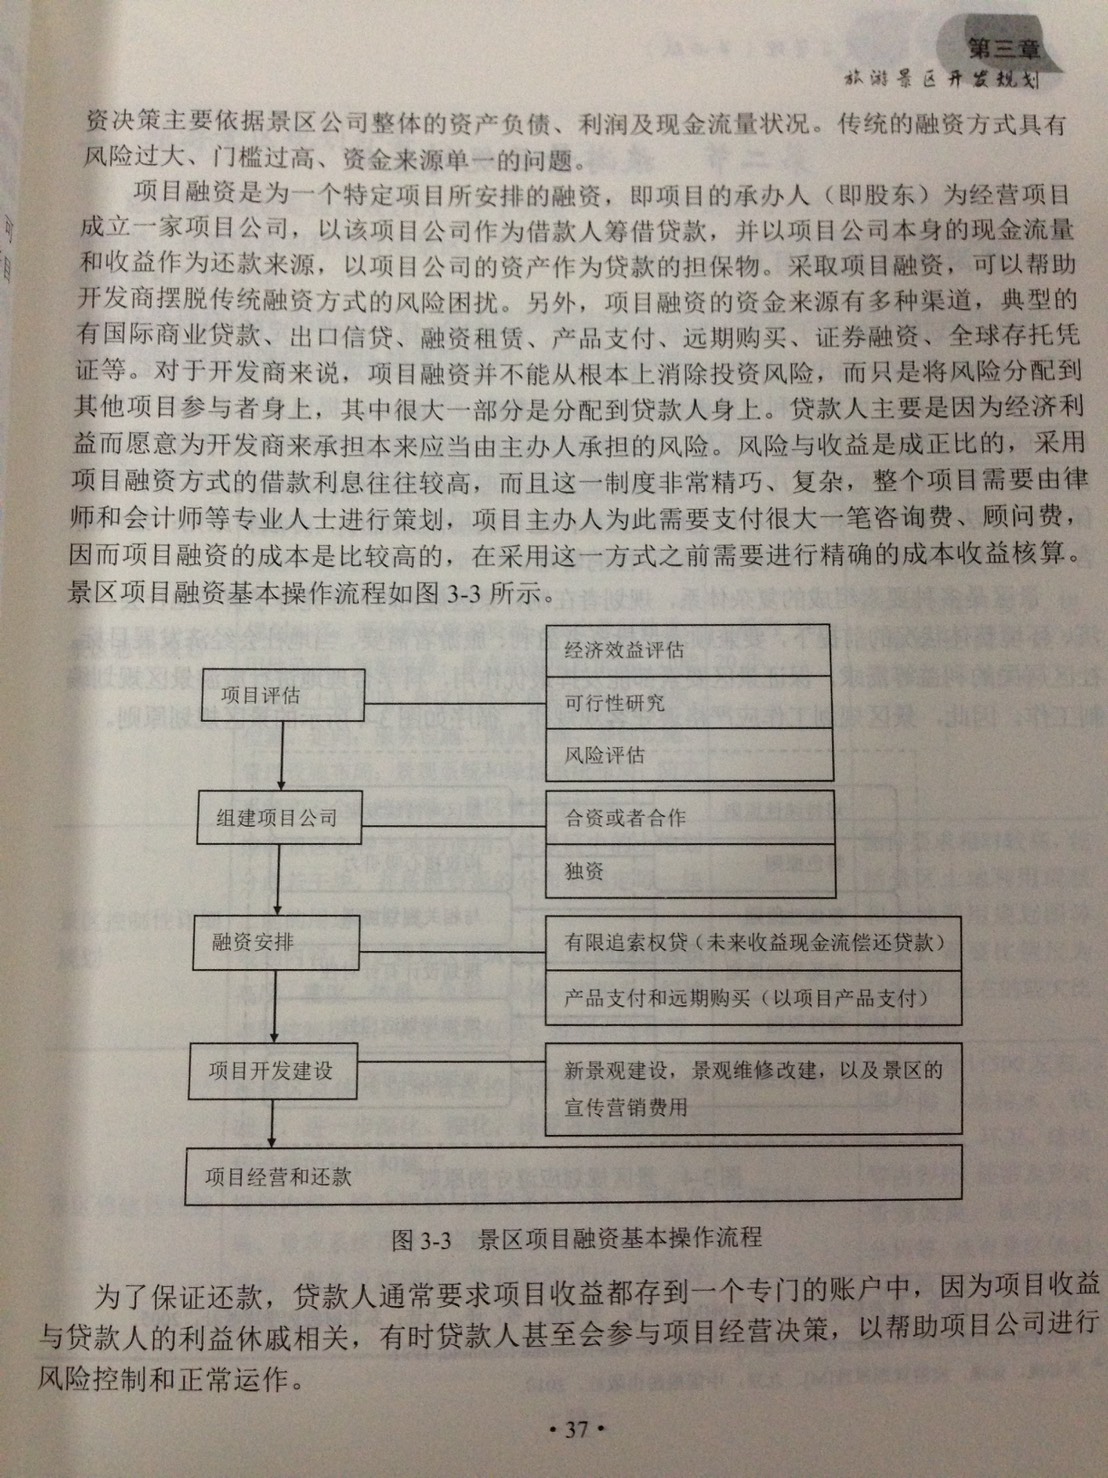 第三章
旅游景区开发规划
资决策主要依据景区公司整体的资产负债、利润及现金流量状况。传统的融资方式具有
风险过大、门槛过高、资金来源单一的问题。
项目融资是为一个特定项目所安排的融资，即项目的承办人（即股东）为经营项目
成立一家项目公司，以该项目公司作为借款人筹借贷款，并以项目公司本身的现金流量
和收益作为还款来源，以项目公司的资产作为贷款的担保物。采取项目融资，可以帮助
开发商摆脱传统融资方式的风险困扰。另外，项目融资的资金来源有多种渠道，典型的
有国际商业贷款、出口信贷、融资租赁、产品支付、远期购买、证券融资、全球存托凭
证等。对于开发商来说，项目融资并不能从根本上消除投资风险，而只是将风险分配到
其他项目参与者身上，其中很大一部分是分配到贷款人身上。贷款人主要是因为经济利
益而愿意为开发商来承担本来应当由主办人承担的风险。风险与收益是成正比的，采用
项目融资方式的借款利息往往较高，而且这一制度非常精巧、复杂，整个项目需要由律
师和会计师等专业人士进行策划，项目主办人为此需要支付很大一笔咨询费、顾问费，
因而项目融资的成本是比较高的，在采用这一方式之前需要进行精确的成本收益核算。
景区项目融资基本操作流程如图 3-3 所示。
项目评估
经济效益评估
可行性研究
风险评估
组建项目公司
合资或者合作
独资
融资安排
有限追索权贷（未来收益现金流偿还贷款）
产品支付和远期购买（以项目产品支付）
项目开发建设
新景观建设，景观维修改建，以及景区的
宣传营销费用
项目经营和还款
图 3-3 景区项目融资基本操作流程
为了保证还款，贷款人通常要求项目收益都存到一个专门的账户中，因为项目收益
与贷款人的利益休戚相关，有时贷款人甚至会参与项目经营决策，以帮助项目公司进行
风险控制和正常运作。
·37·